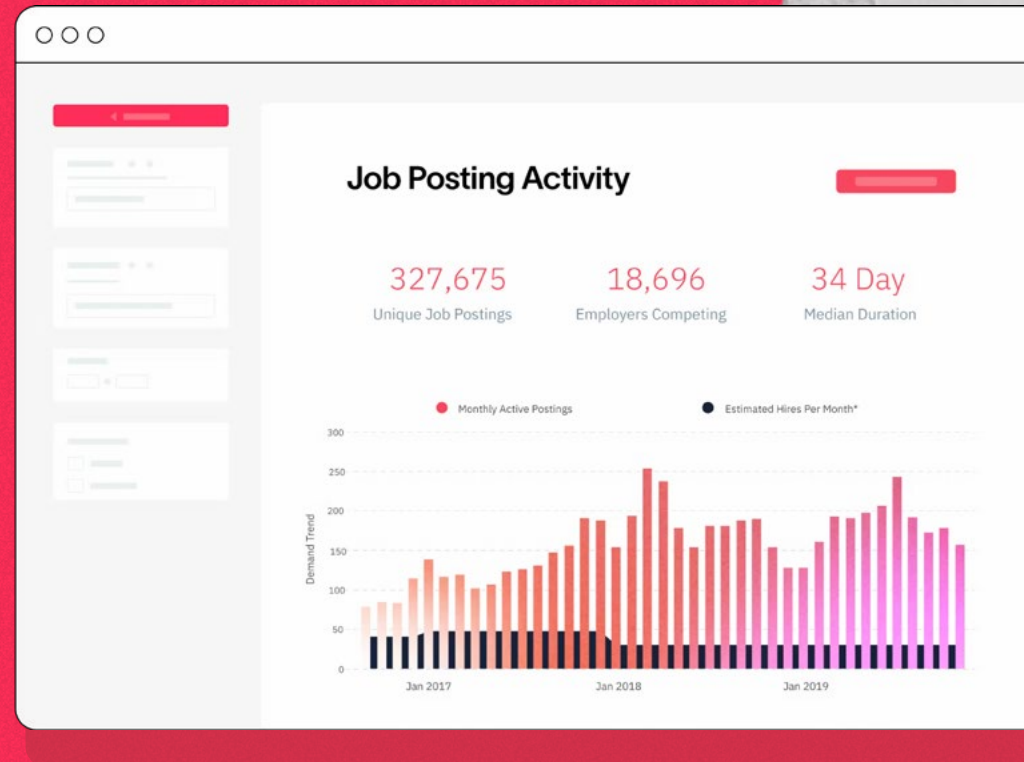 Job Posting Activity
327,675 18,696 34 Day
Unique Job Postings Employers Competing Median Duration
Monthly Active Postings Estimated Hires Per Month*
300
250
200
150
100
50
0
Demand Trend
Jan 2017 Jan 2018 Jan 2019